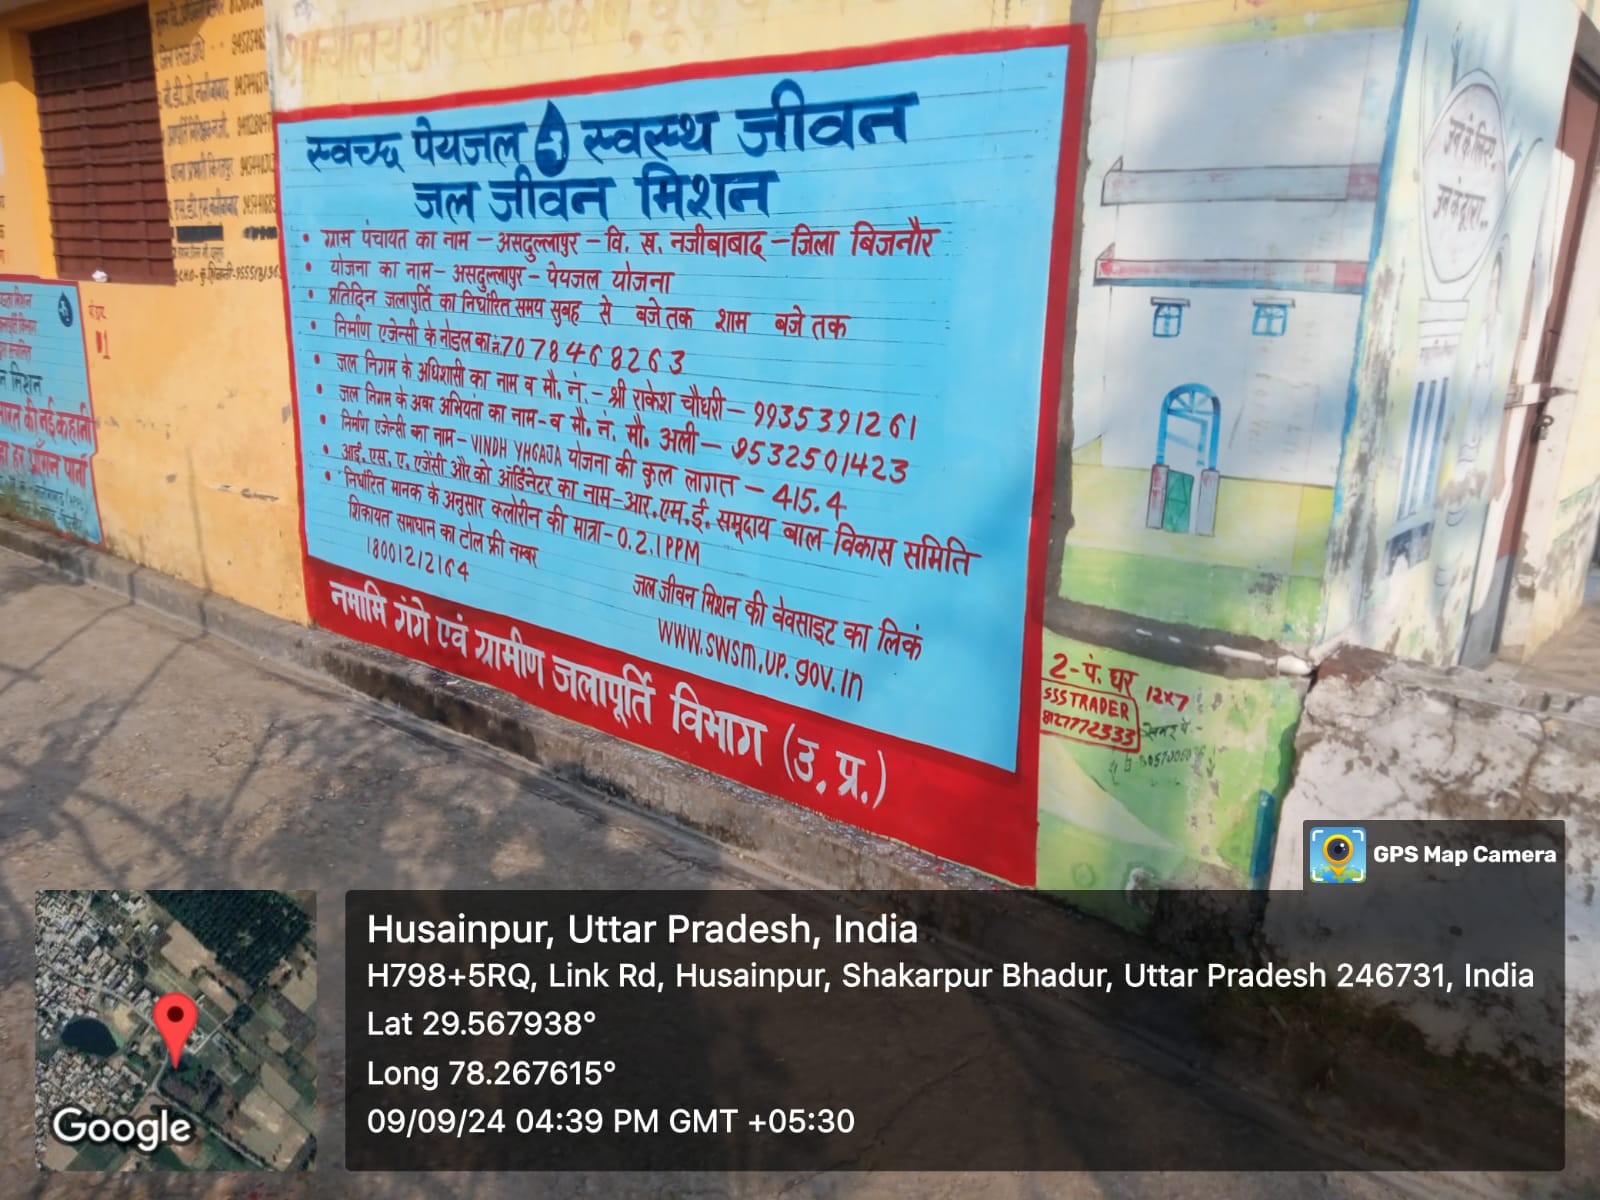 स्वच्छ पेयजल स्वस्थ जीवन
जल जीवन मिशन
• ग्राम पंचायत का नाम – असदुल्लापुर – वि. ख. नजीबाबाद – जिला बिजनौर
• योजना का नाम – असदुल्लापुर – पेयजल योजना
• प्रतिदिन जलापुर्ति का निर्धारित समय सुबह से बजे तक शाम बजे तक
• निर्माण एजेन्सी के नोडल का नं. 7078468263
• जल निगम के अधिशासी का नाम व मौ. नं. – श्री राकेश चौधरी – 9935391261
• जल निगम के अवर अभियंता का नाम – व मौ. नं. मौ. अली – 9532501423
• निर्माण एजेन्सी का नाम – VINDH YHGAJA योजना की कुल लागत – 415.4
• आई. एस. ए. एजेंसी और को ऑर्डिनेटर का नाम – आर. एम. ई. समूदाय बाल विकास समिति
• निर्धारित मानक के अनुसार क्लोरीन की मात्रा – 0.2.1PPM
शिकायत समाधान का टोल फ्री नम्बर
18001212164
जल जीवन मिशन की वेवसाइट का लिकं
www.swsm.up.gov.in
नमामि गंगे एवं ग्रामीण जलापूर्ति विभाग (उ. प्र.)
2-पं. घर
12x7
SSS TRADER
8127772333
GPS Map Camera
Husainpur, Uttar Pradesh, India
H798+5RQ, Link Rd, Husainpur, Shakarpur Bhadur, Uttar Pradesh 246731, India
Lat 29.567938°
Long 78.267615°
09/09/24 04:39 PM GMT +05:30
Google